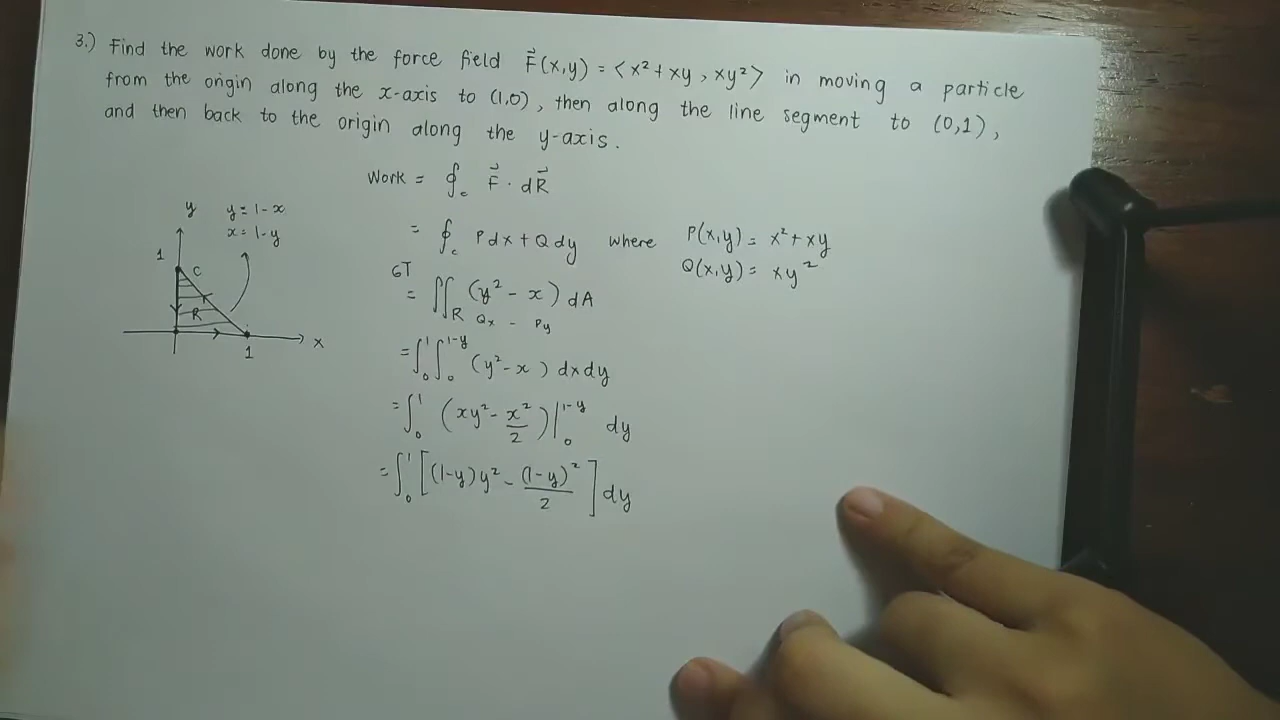 3.) Find the work done by the force field F⃗(x,y) = ⟨x² + xy, xy²⟩ in moving a particle
from the origin along the x-axis to (1,0), then along the line segment to (0,1),
and then back to the origin along the y-axis.
Work = ∮_c F⃗ · dR⃗
= ∮_c Pdx + Qdy where P(x,y) = x² + xy
Q(x,y) = xy²
GT
= ∬_R (y² - x) dA
Qx - Py
= ∫₀¹ ∫₀^(1-y) (y² - x) dxdy
= ∫₀¹ (xy² - x²/2) |₀^(1-y) dy
= ∫₀¹ [(1-y)y² - (1-y)²/2] dy
y
y = 1-x
x = 1-y
1
C
R
1
x